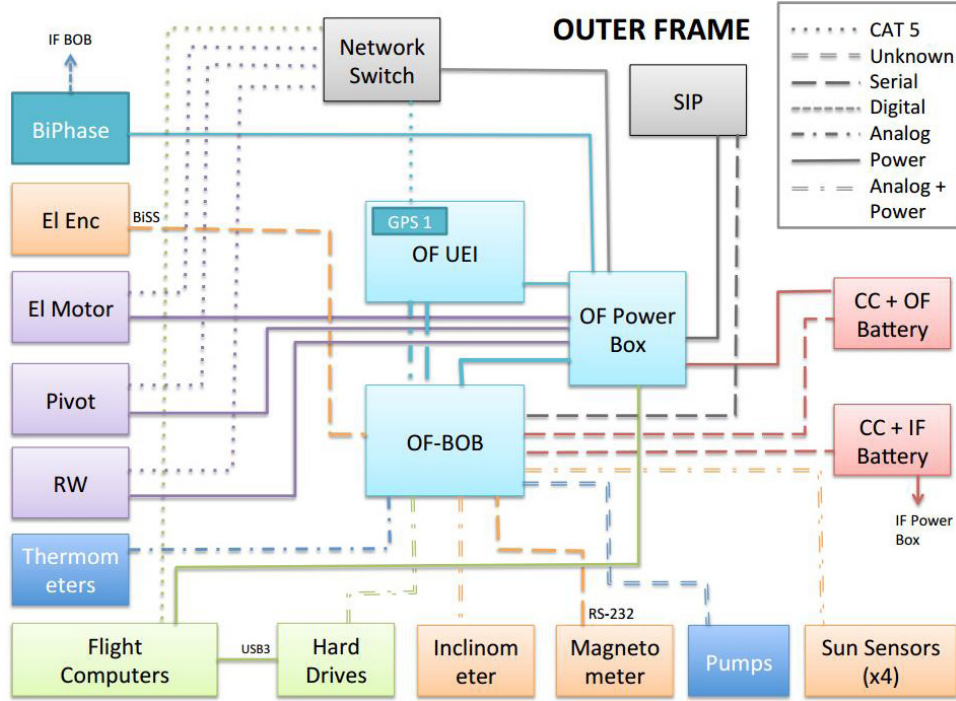 OUTER FRAME
CAT 5
Unknown
Serial
Digital
Analog
Power
Analog +
Power
IF BOB
Network
Switch
SIP
BiPhase
El Enc
BiSS
GPS 1
OF UEI
El Motor
OF Power
Box
CC + OF
Battery
Pivot
OF-BOB
CC + IF
Battery
RW
IF Power
Box
Thermom
eters
RS-232
Flight
Computers
USB3
Hard
Drives
Inclinom
eter
Magneto
meter
Pumps
Sun Sensors
(x4)